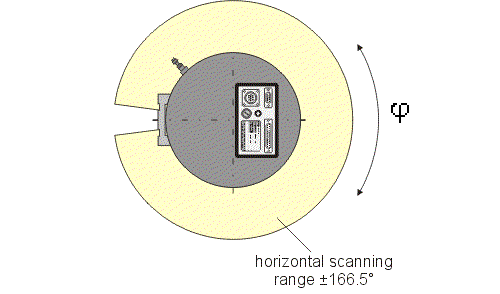 φ
horizontal scanning
range ±166.5°